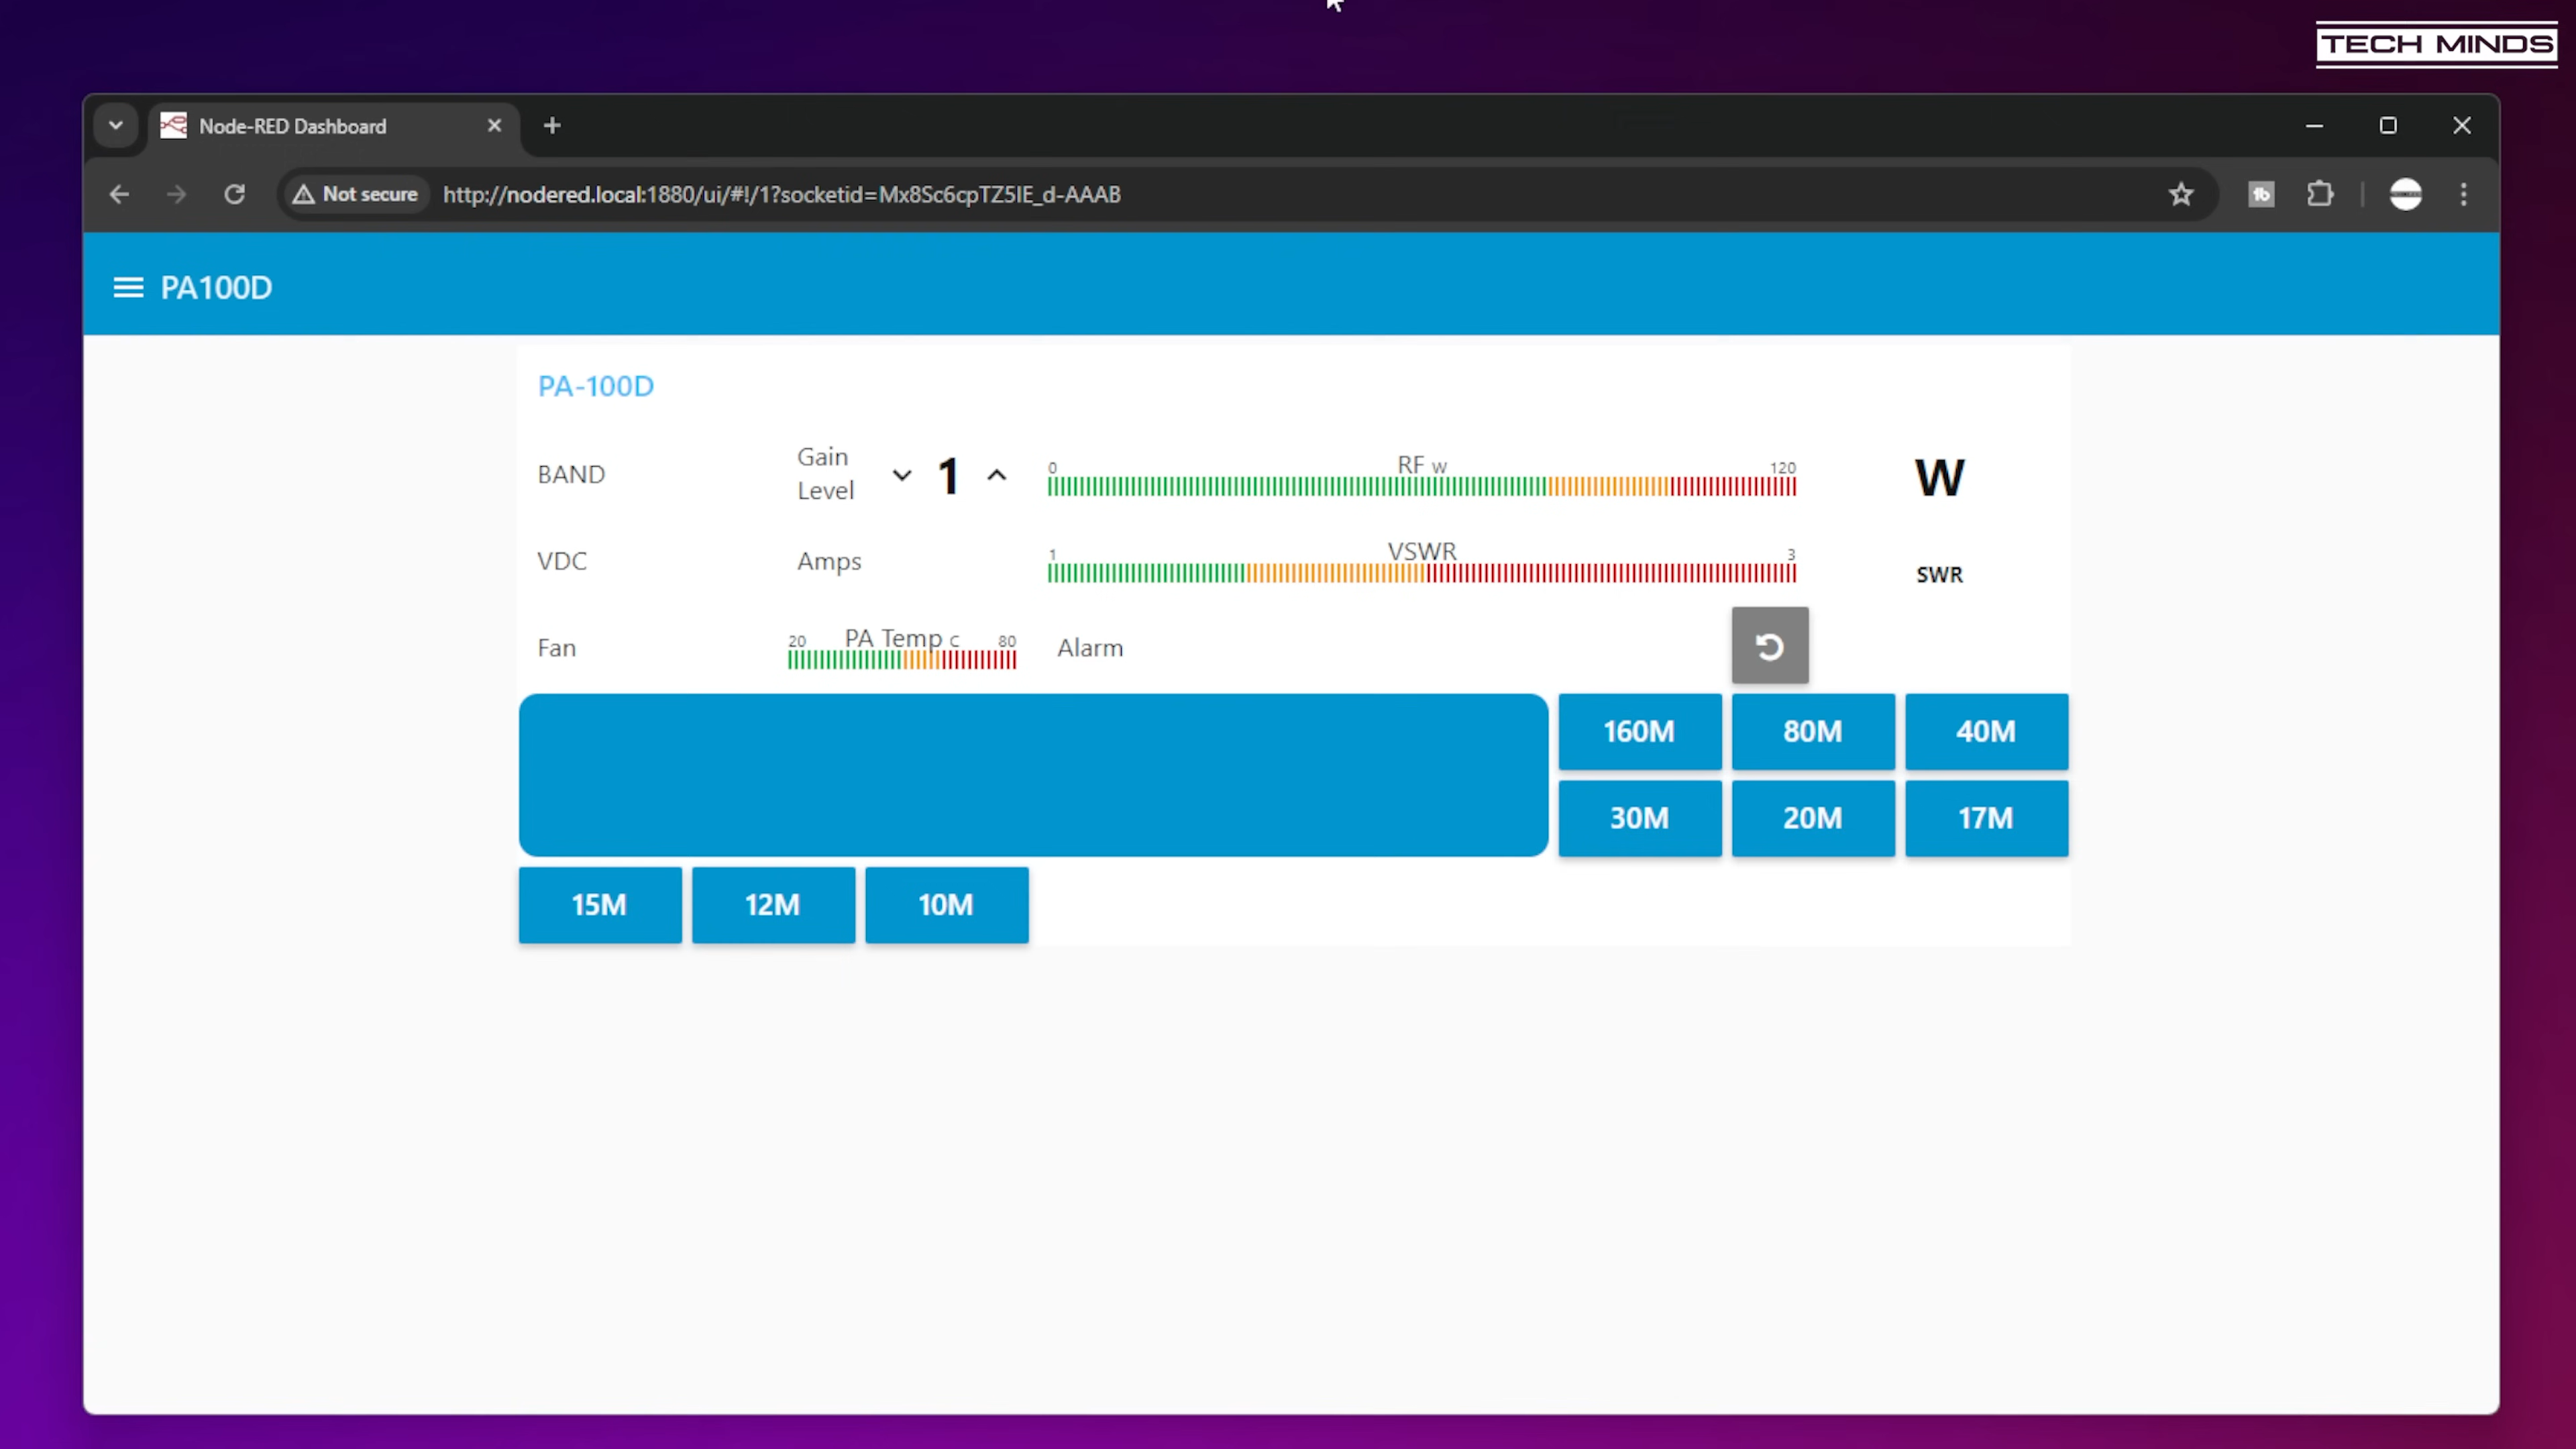 TECH MINDS
Node-RED Dashboard
Not secure
http://nodered.local:1880/ui/#!/1?socketid=Mx8Sc6cpTZ5IE_d-AAAB
PA100D
PA-100D
BAND
Gain
Level
1
0
RF W
120
W
VDC
Amps
1
VSWR
3
SWR
Fan
20
PA Temp C
80
Alarm
160M
80M
40M
30M
20M
17M
15M
12M
10M